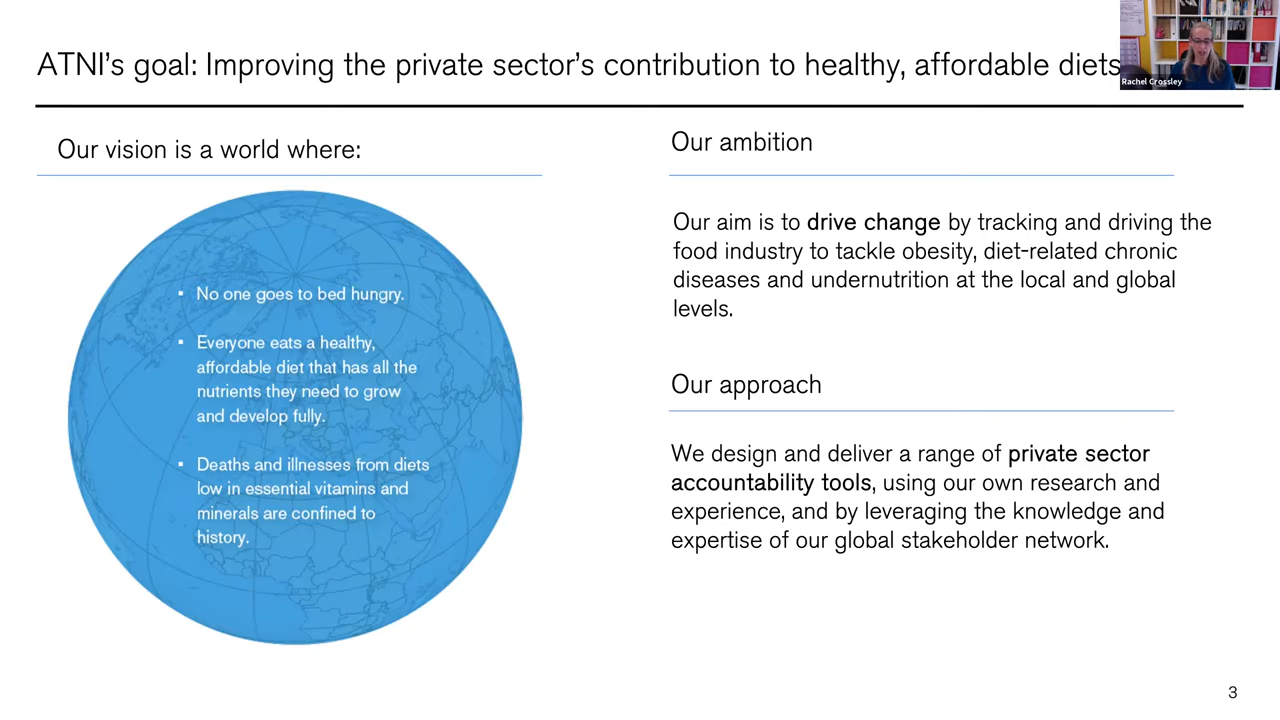 ATNI's goal: Improving the private sector's contribution to healthy, affordable diets
Rachel Crossley
Our vision is a world where:
▪ No one goes to bed hungry.
▪ Everyone eats a healthy,
affordable diet that has all the
nutrients they need to grow
and develop fully.
▪ Deaths and illnesses from diets
low in essential vitamins and
minerals are confined to
history.
Our ambition
Our aim is to drive change by tracking and driving the
food industry to tackle obesity, diet-related chronic
diseases and undernutrition at the local and global
levels.
Our approach
We design and deliver a range of private sector
accountability tools, using our own research and
experience, and by leveraging the knowledge and
expertise of our global stakeholder network.
3